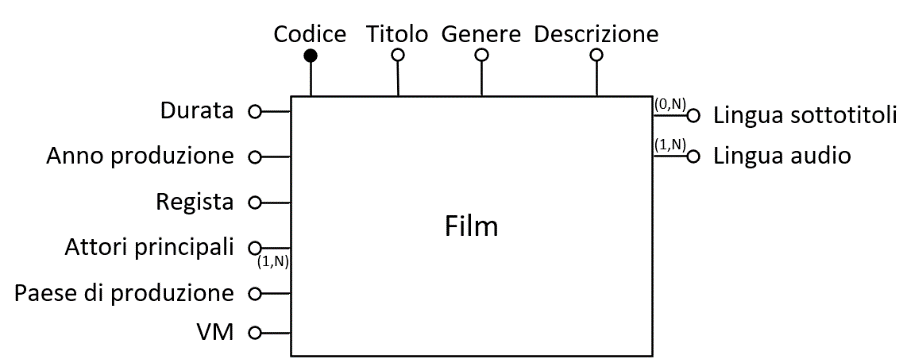 Codice Titolo Genere Descrizione
Durata
(0,N) Lingua sottotitoli
Anno produzione
(1,N) Lingua audio
Regista
Film
Attori principali
(1,N)
Paese di produzione
VM